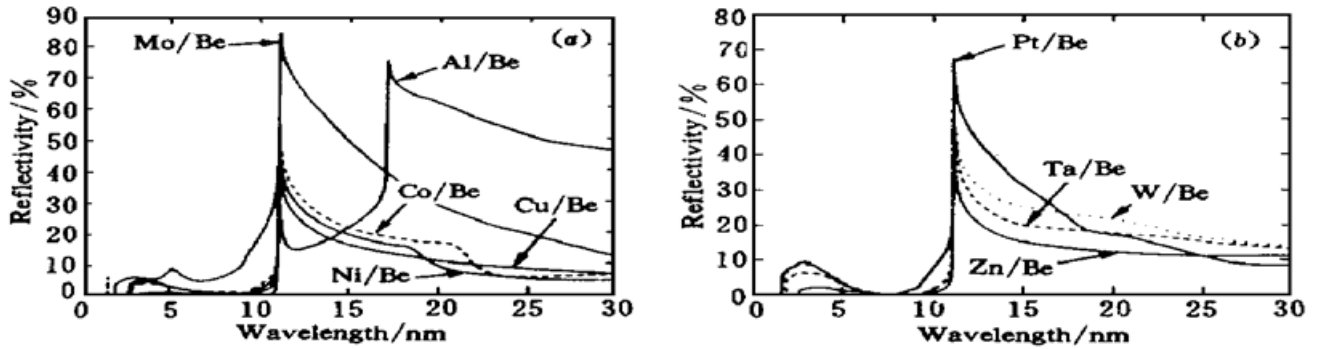 90
80
70
60
50
40
30
20
10
0
Reflectivity/%
Mo/Be
Al/Be
(a)
Co/Be
Cu/Be
Ni/Be
0 5 10 15 20 25 30
Wavelength/nm
80
70
60
50
40
30
20
10
0
Reflectivity/%
Pt/Be
(b)
Ta/Be
W/Be
Zn/Be
0 5 10 15 20 25 30
Wavelength/nm